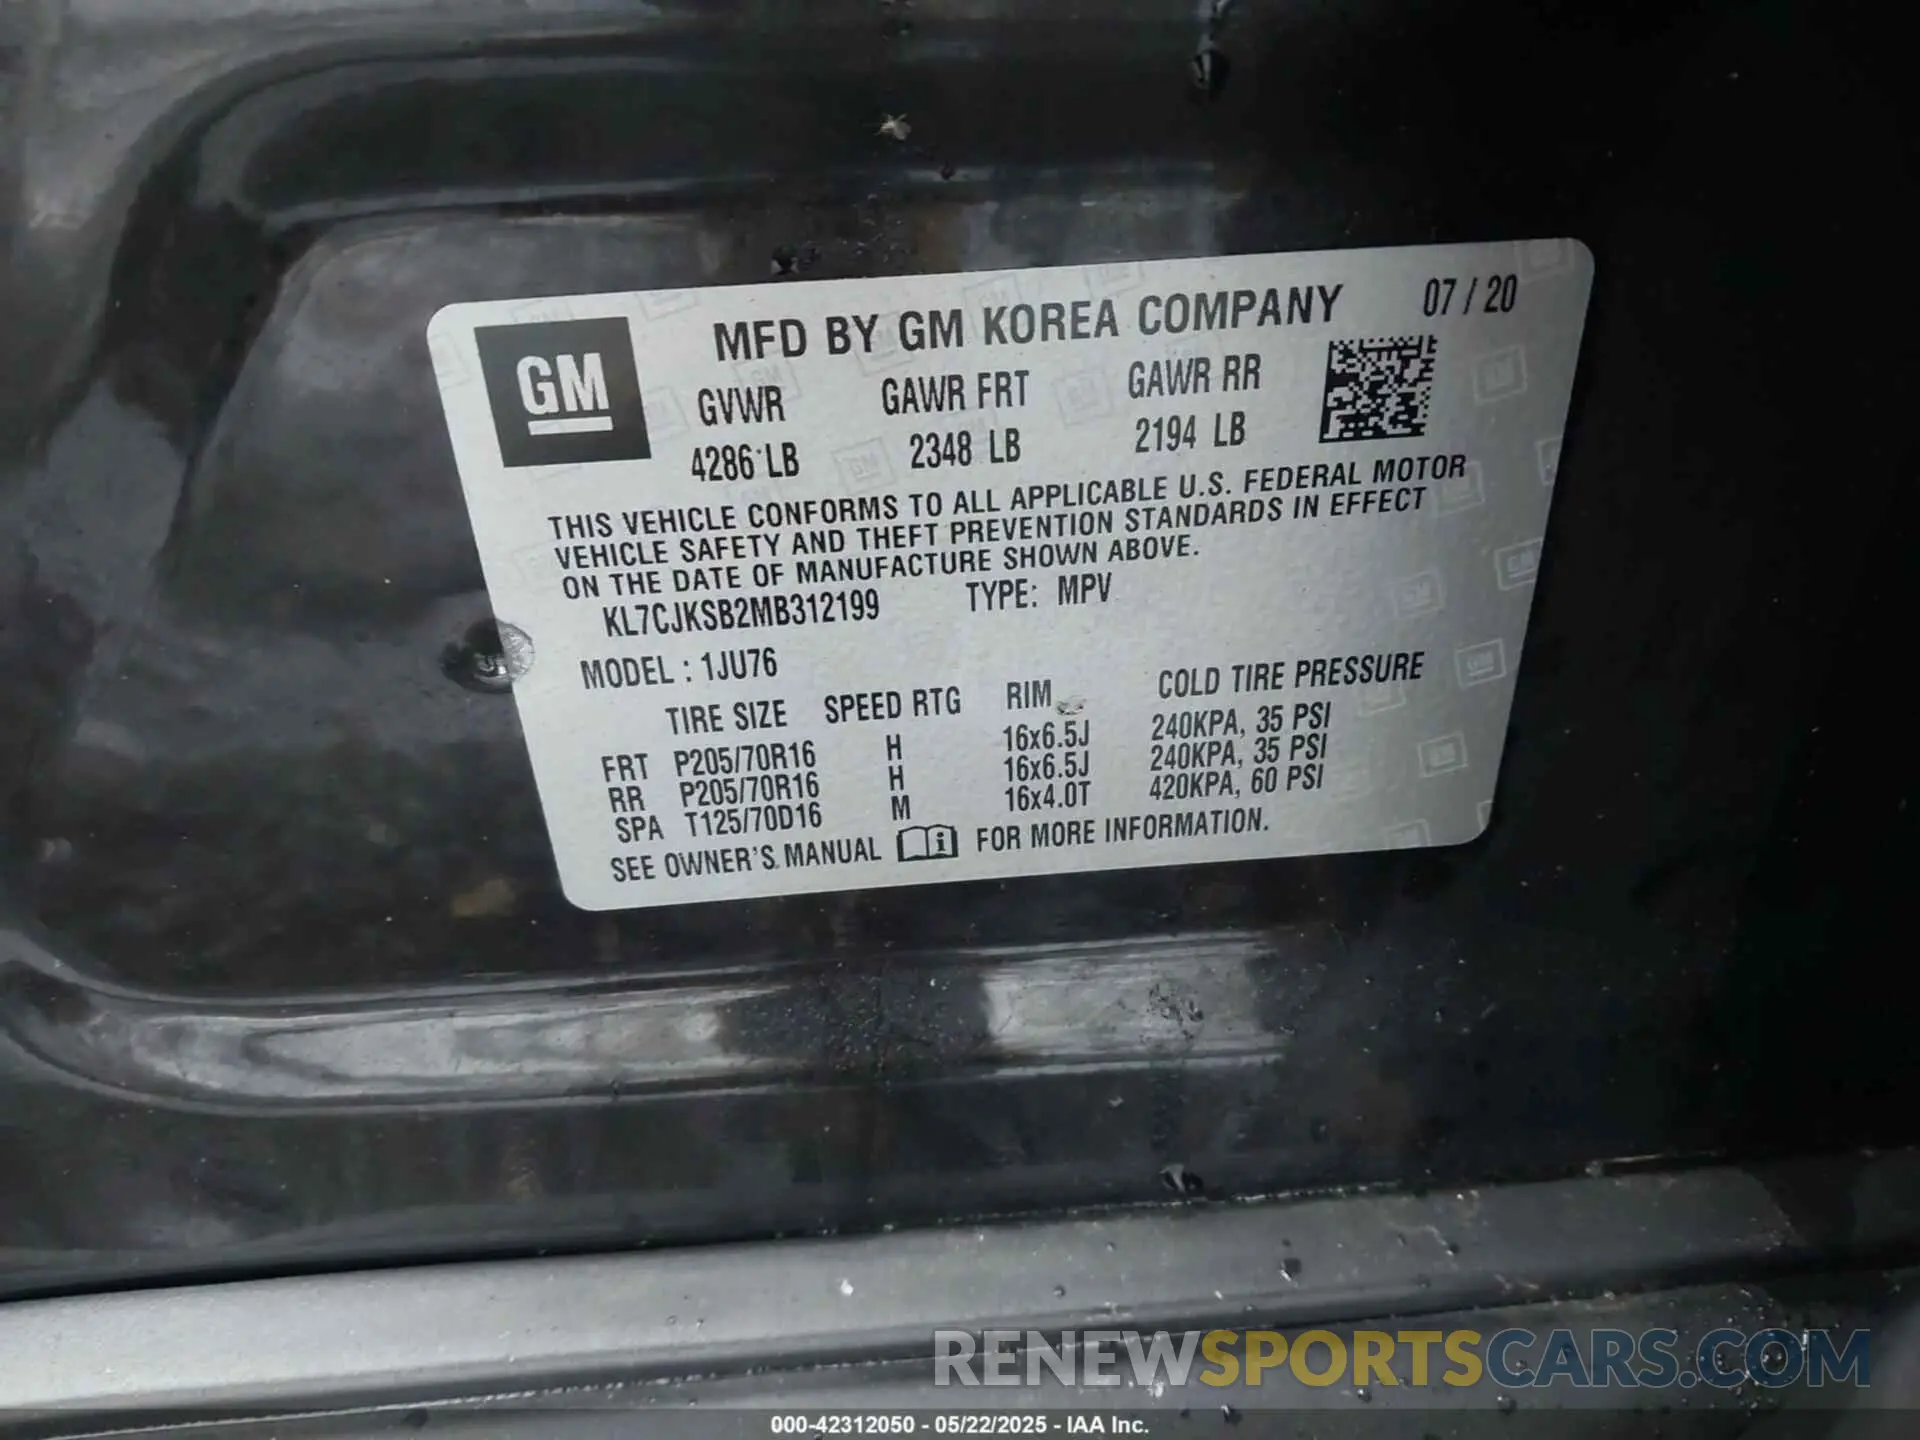 MFD BY GM KOREA COMPANY 07 / 20
GM
GVWR GAWR FRT GAWR RR
4286 LB 2348 LB 2194 LB
THIS VEHICLE CONFORMS TO ALL APPLICABLE U.S. FEDERAL MOTOR
VEHICLE SAFETY AND THEFT PREVENTION STANDARDS IN EFFECT
ON THE DATE OF MANUFACTURE SHOWN ABOVE.
KL7CJKSB2MB312199 TYPE: MPV
MODEL : 1JU76
TIRE SIZE SPEED RTG RIM COLD TIRE PRESSURE
FRT P205/70R16 H 16x6.5J 240KPA, 35 PSI
RR P205/70R16 H 16x6.5J 240KPA, 35 PSI
SPA T125/70D16 M 16x4.0T 420KPA, 60 PSI
SEE OWNER'S MANUAL i FOR MORE INFORMATION.
RENEWSPORTSCARS.COM
000-42312050 - 05/22/2025 - IAA Inc.